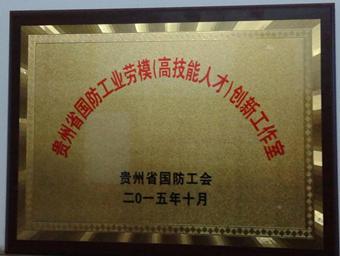 贵州省国防工业劳模(高技能人才)创新工作室
贵州省国防工会
二0一五年十月